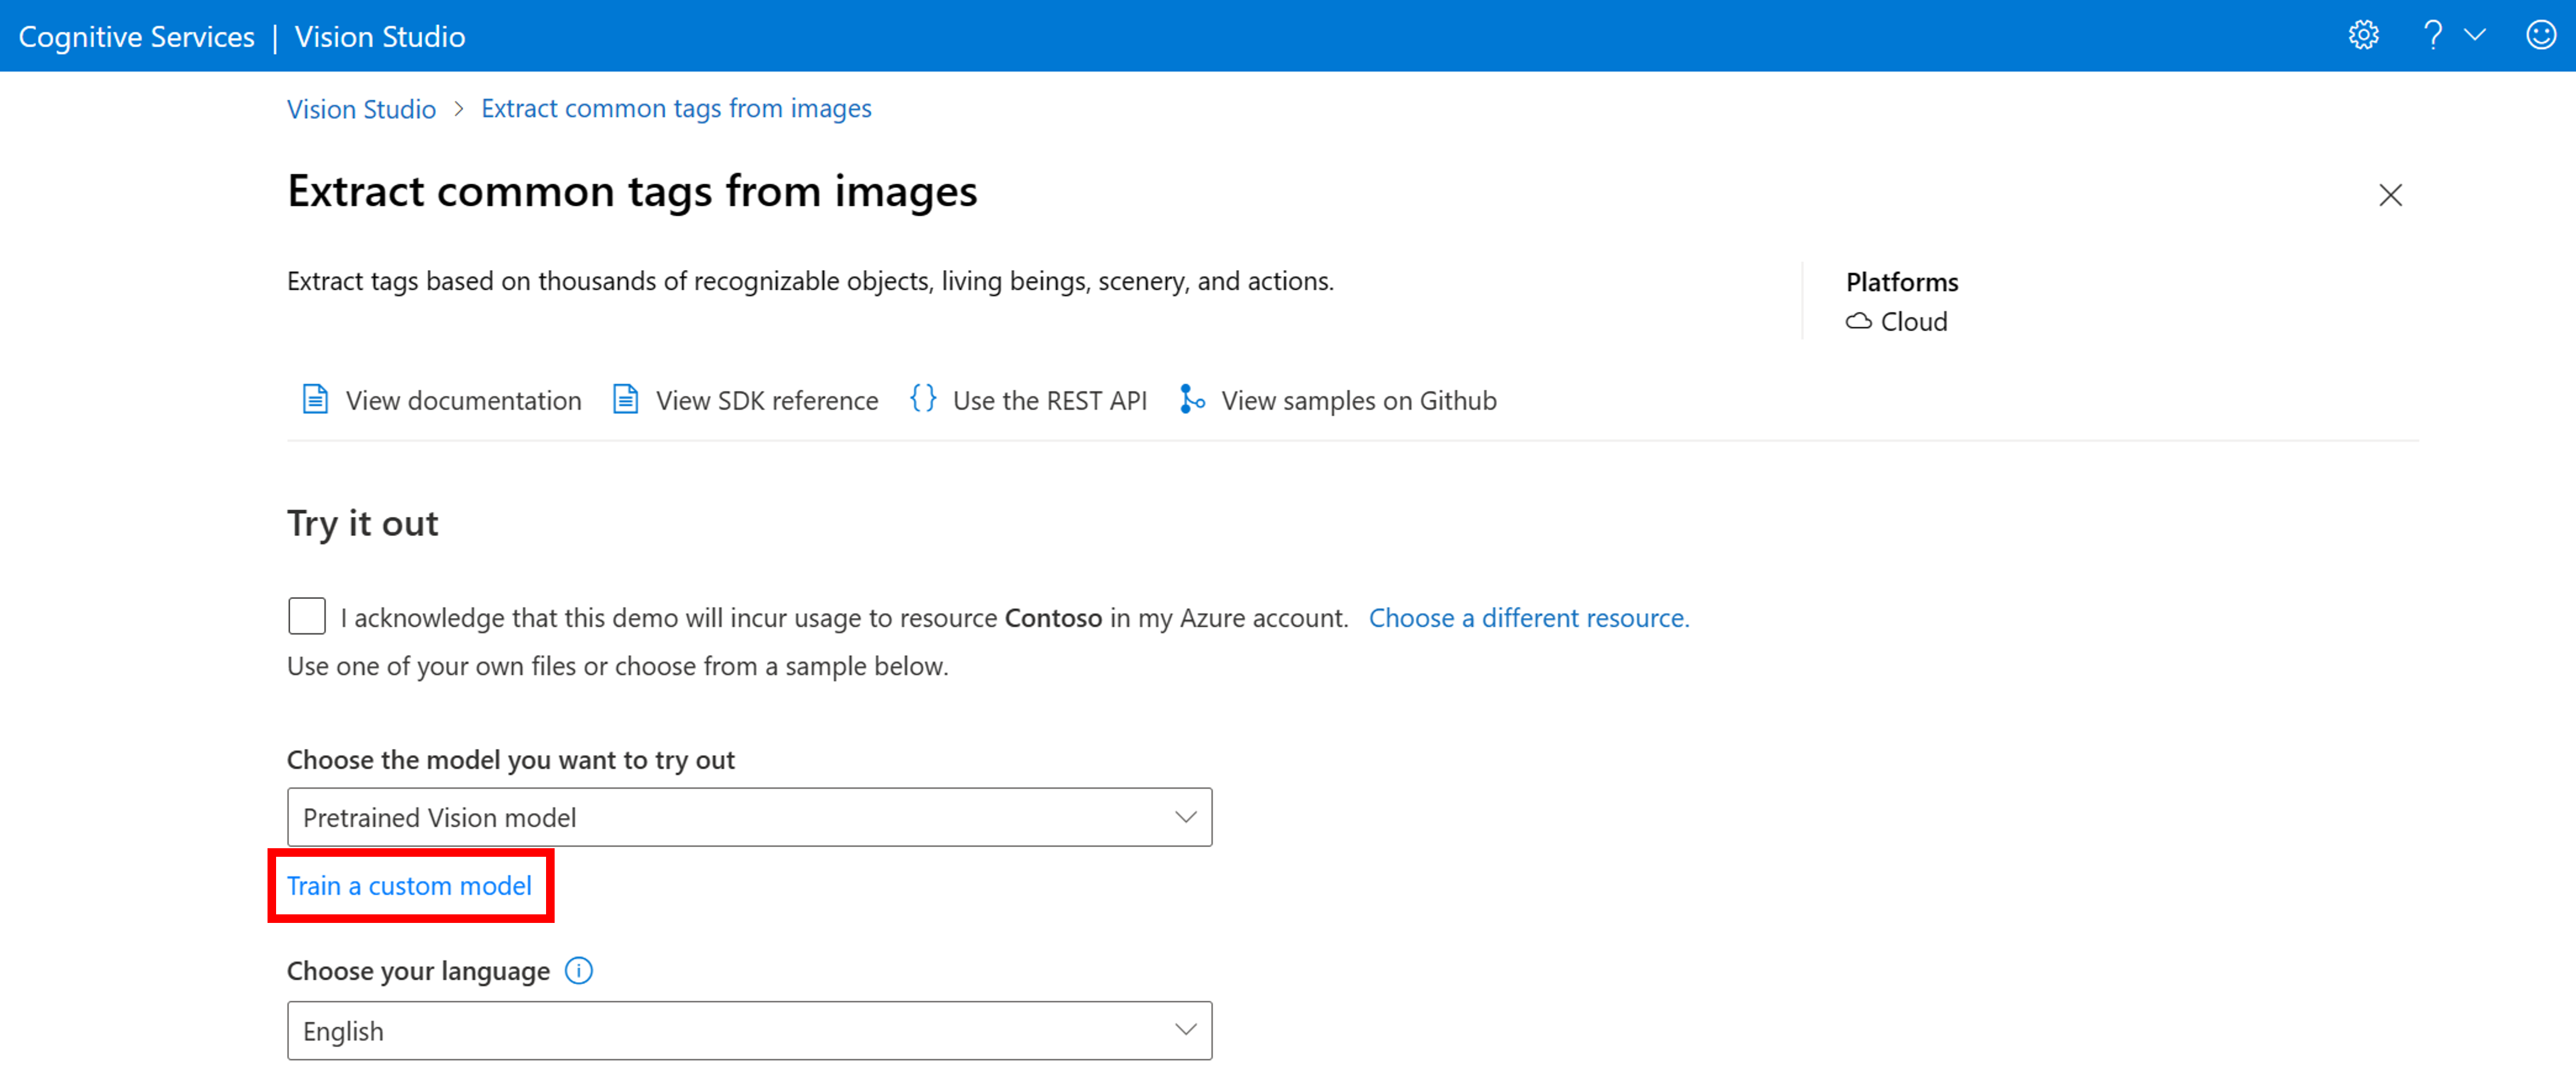 Cognitive Services | Vision Studio
Vision Studio > Extract common tags from images
Extract common tags from images
Extract tags based on thousands of recognizable objects, living beings, scenery, and actions.
Platforms
Cloud
View documentation View SDK reference {} Use the REST API View samples on Github
Try it out
I acknowledge that this demo will incur usage to resource Contoso in my Azure account. Choose a different resource.
Use one of your own files or choose from a sample below.
Choose the model you want to try out
Pretrained Vision model
Train a custom model
Choose your language
English